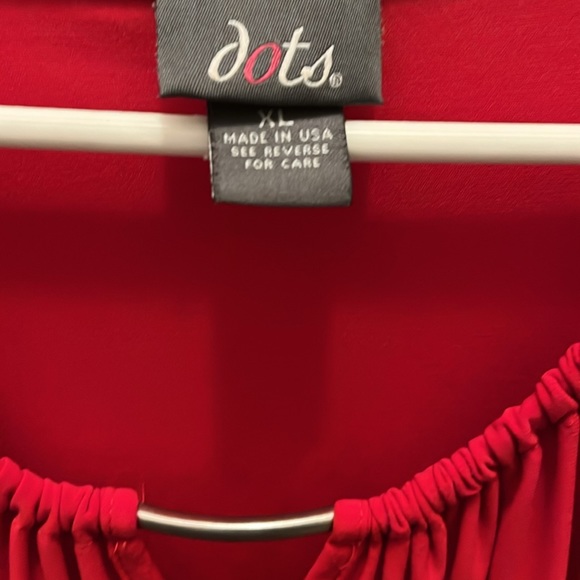 dots®
XL
MADE IN USA
SEE REVERSE
FOR CARE